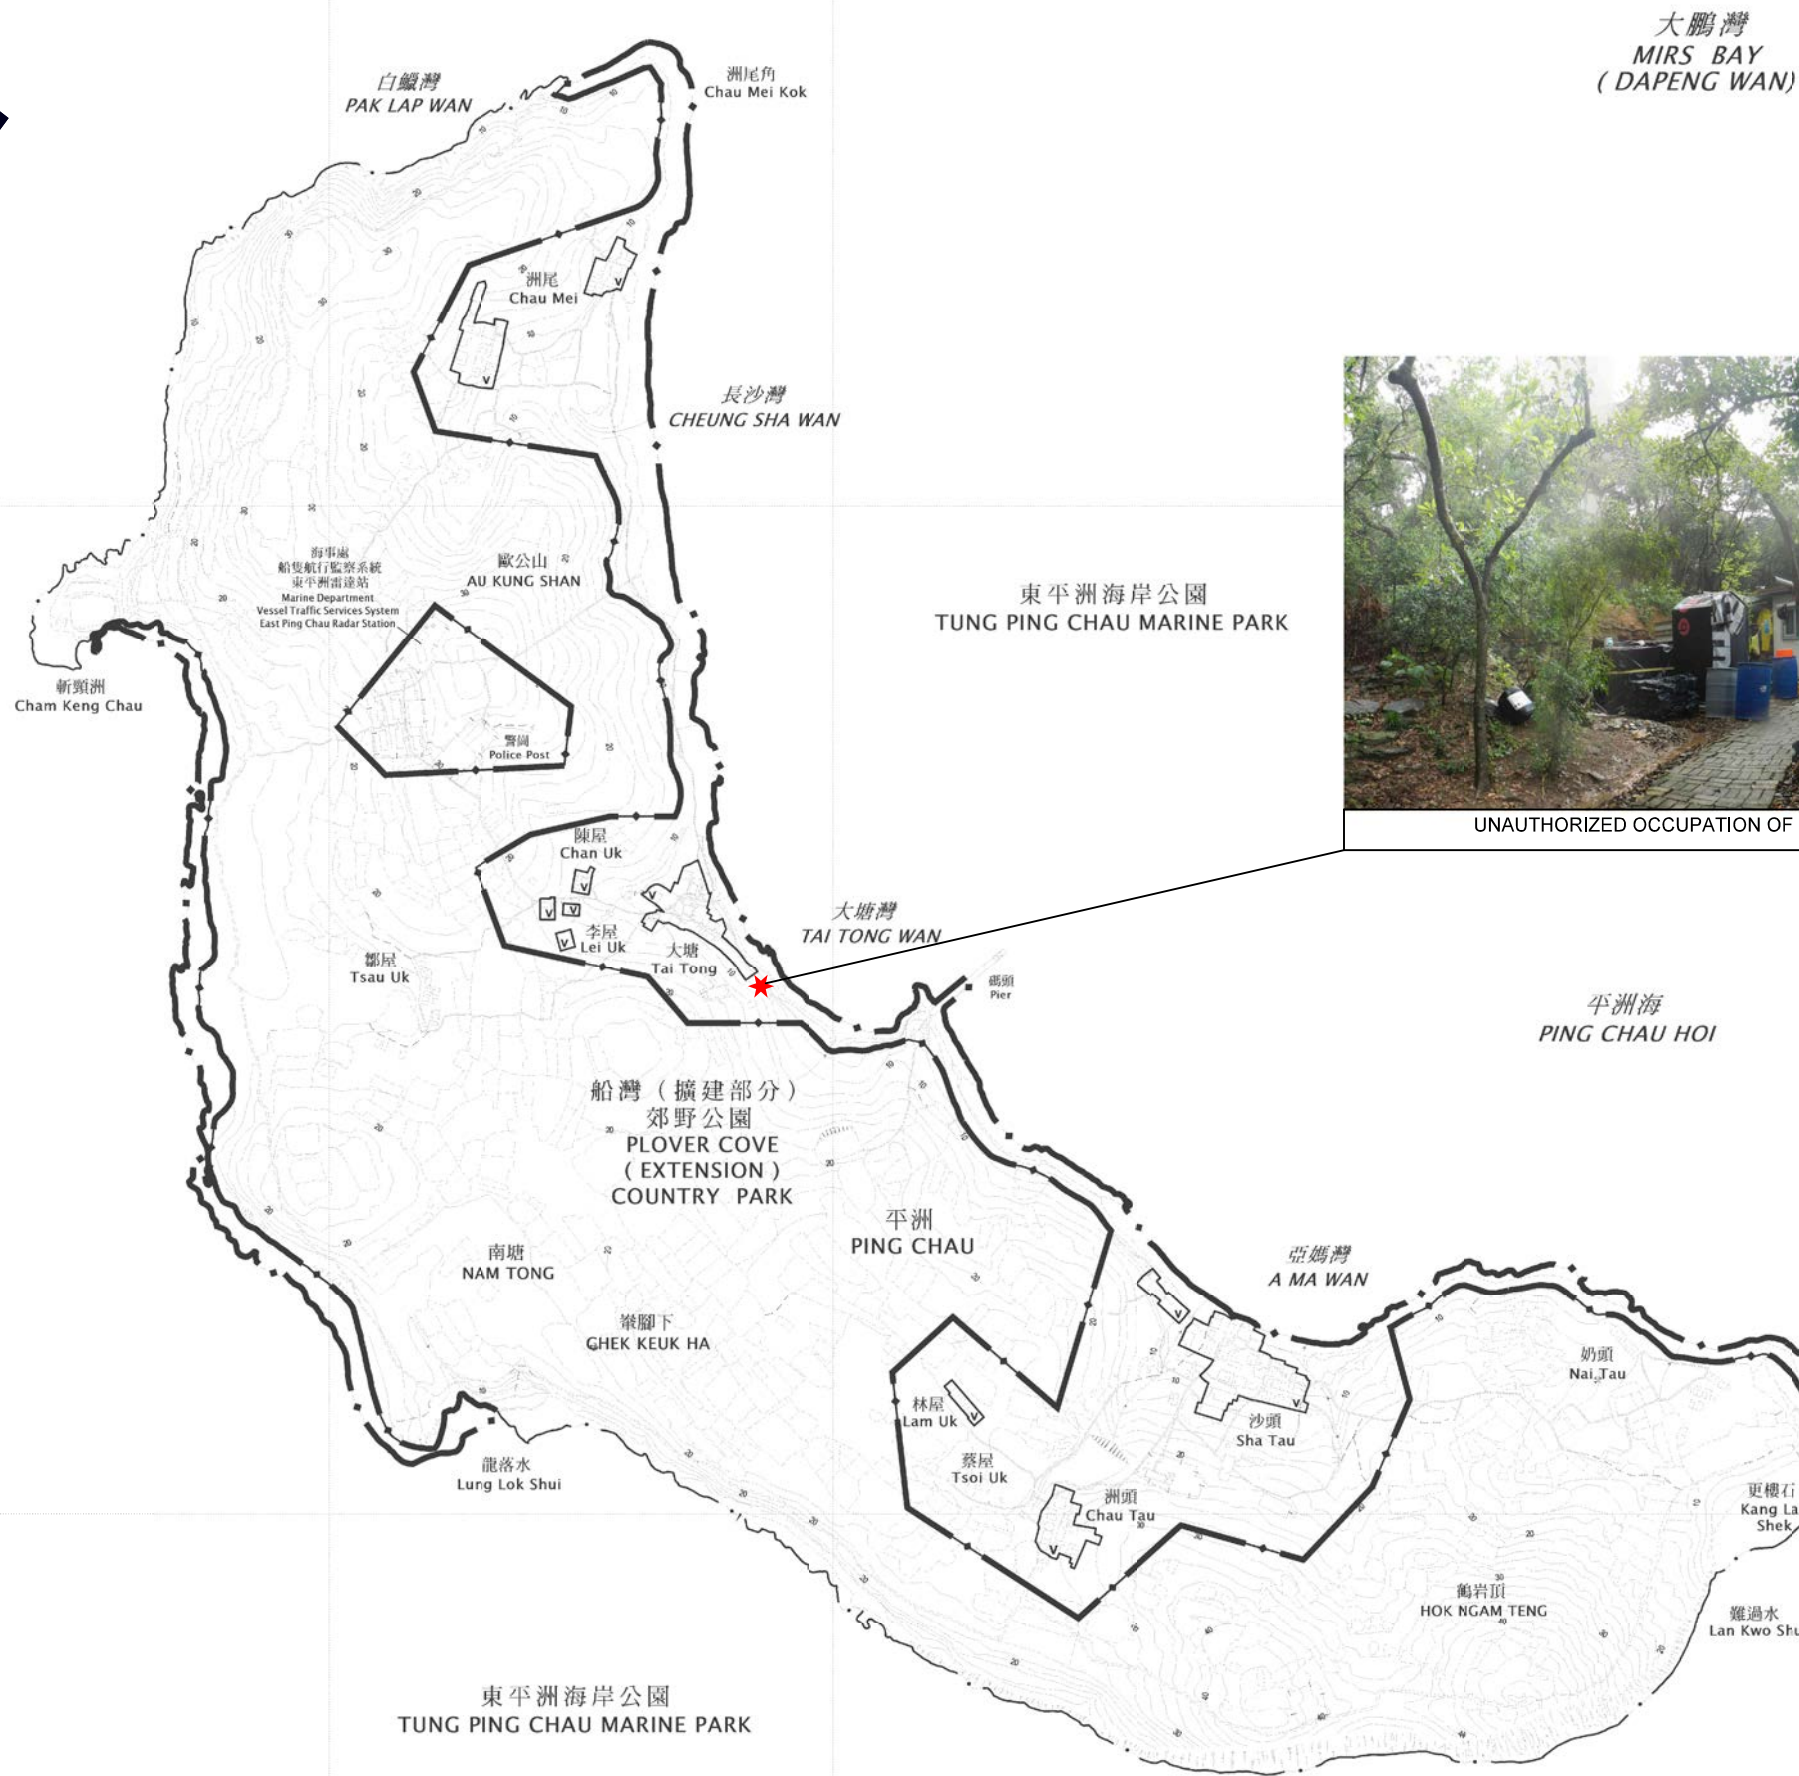 大鵬灣
MIRS BAY
( DAPENG WAN)
白鱲灣
PAK LAP WAN
洲尾角
Chau Mei Kok
洲尾
Chau Mei
長沙灣
CHEUNG SHA WAN
海事處
船隻航行監察系統
東平洲雷達站
Marine Department
Vessel Traffic Services System
East Ping Chau Radar Station
歐公山
AU KUNG SHAN
東平洲海岸公園
TUNG PING CHAU MARINE PARK
斬頸洲
Cham Keng Chau
警崗
Police Post
UNAUTHORIZED OCCUPATION OF
陳屋
Chan Uk
李屋
Lei Uk
大塘
Tai Tong
大塘灣
TAI TONG WAN
鄒屋
Tsau Uk
碼頭
Pier
平洲海
PING CHAU HOI
船灣（擴建部分）
郊野公園
PLOVER COVE
( EXTENSION )
COUNTRY PARK
平洲
PING CHAU
南塘
NAM TONG
亞媽灣
A MA WAN
腳下
CHEK KEUK HA
奶頭
Nai Tau
林屋
Lam Uk
沙頭
Sha Tau
蔡屋
Tsoi Uk
龍落水
Lung Lok Shui
洲頭
Chau Tau
更樓石
Kang La
Shek
鶴岩頂
HOK NGAM TENG
難過水
Lan Kwo Shu
東平洲海岸公園
TUNG PING CHAU MARINE PARK